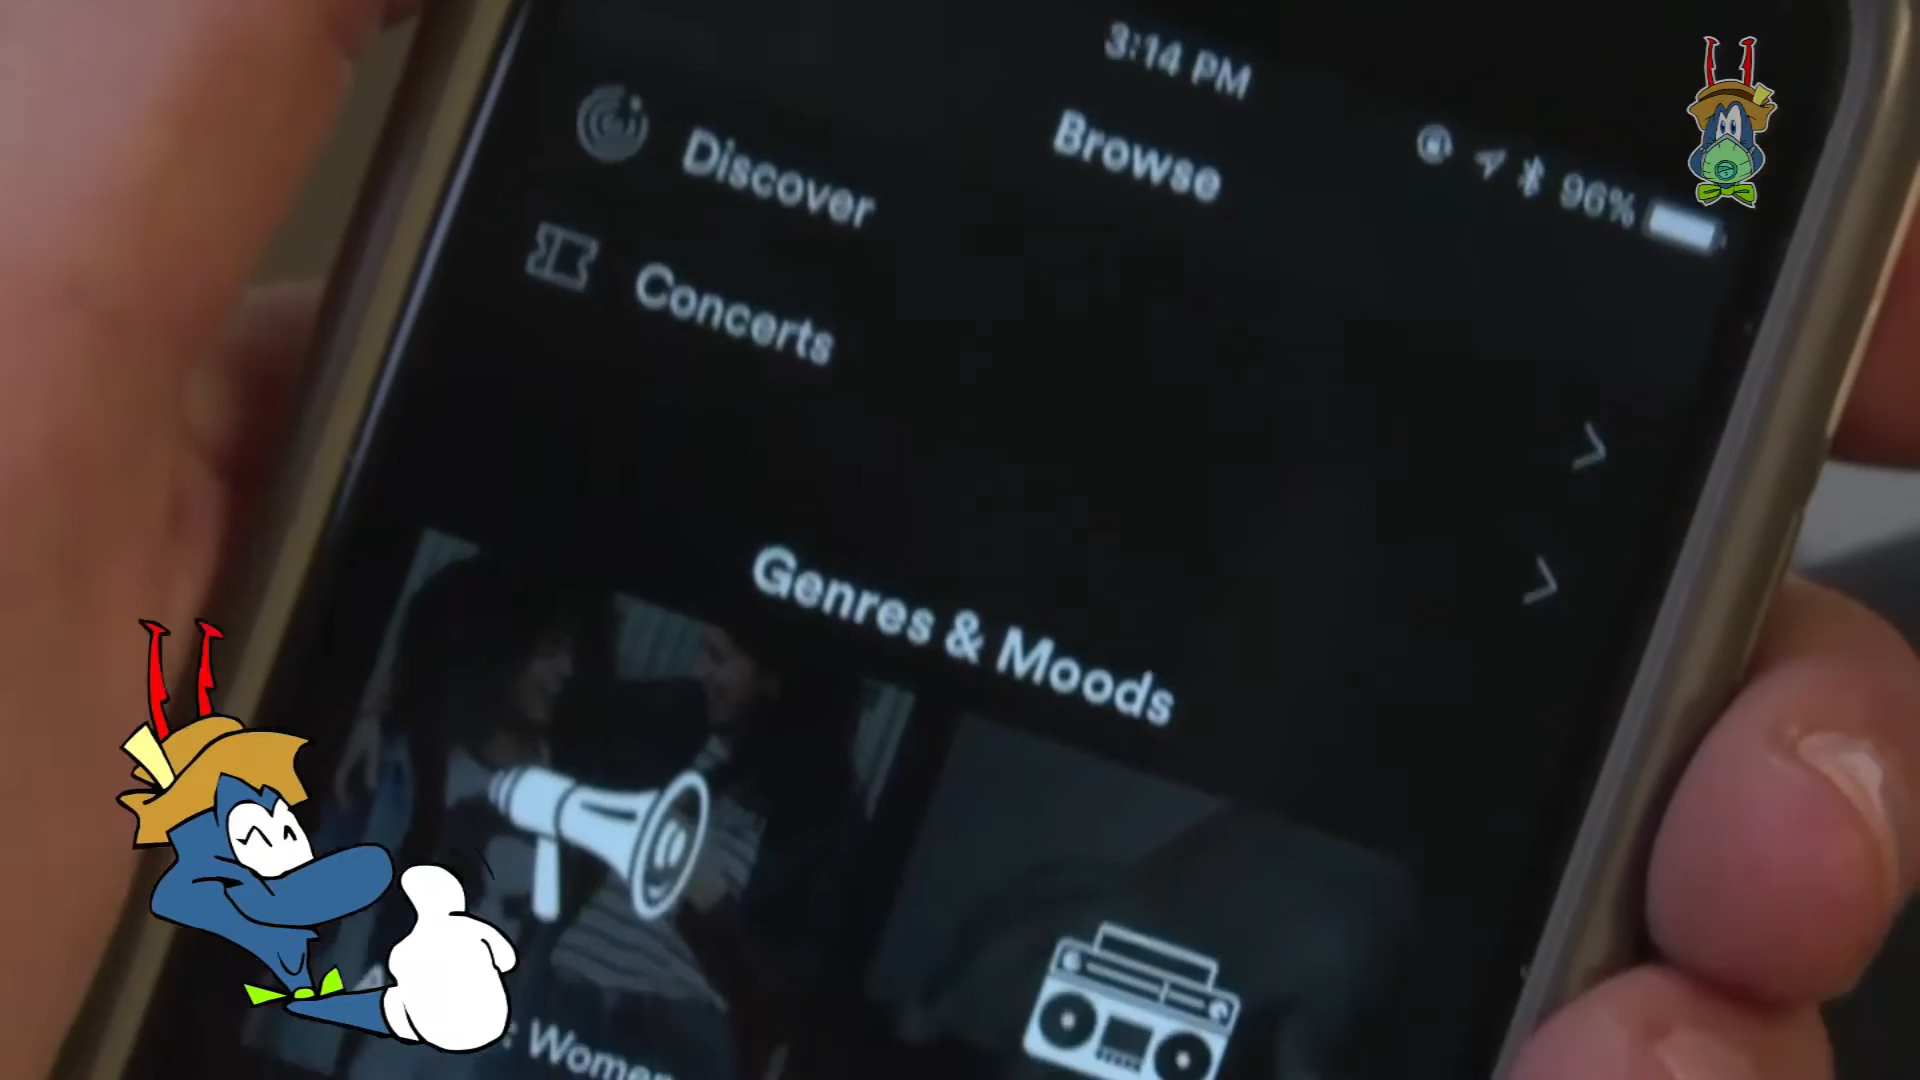 3:14 PM
96%
Browse
Discover
Concerts
Genres & Moods
: Women